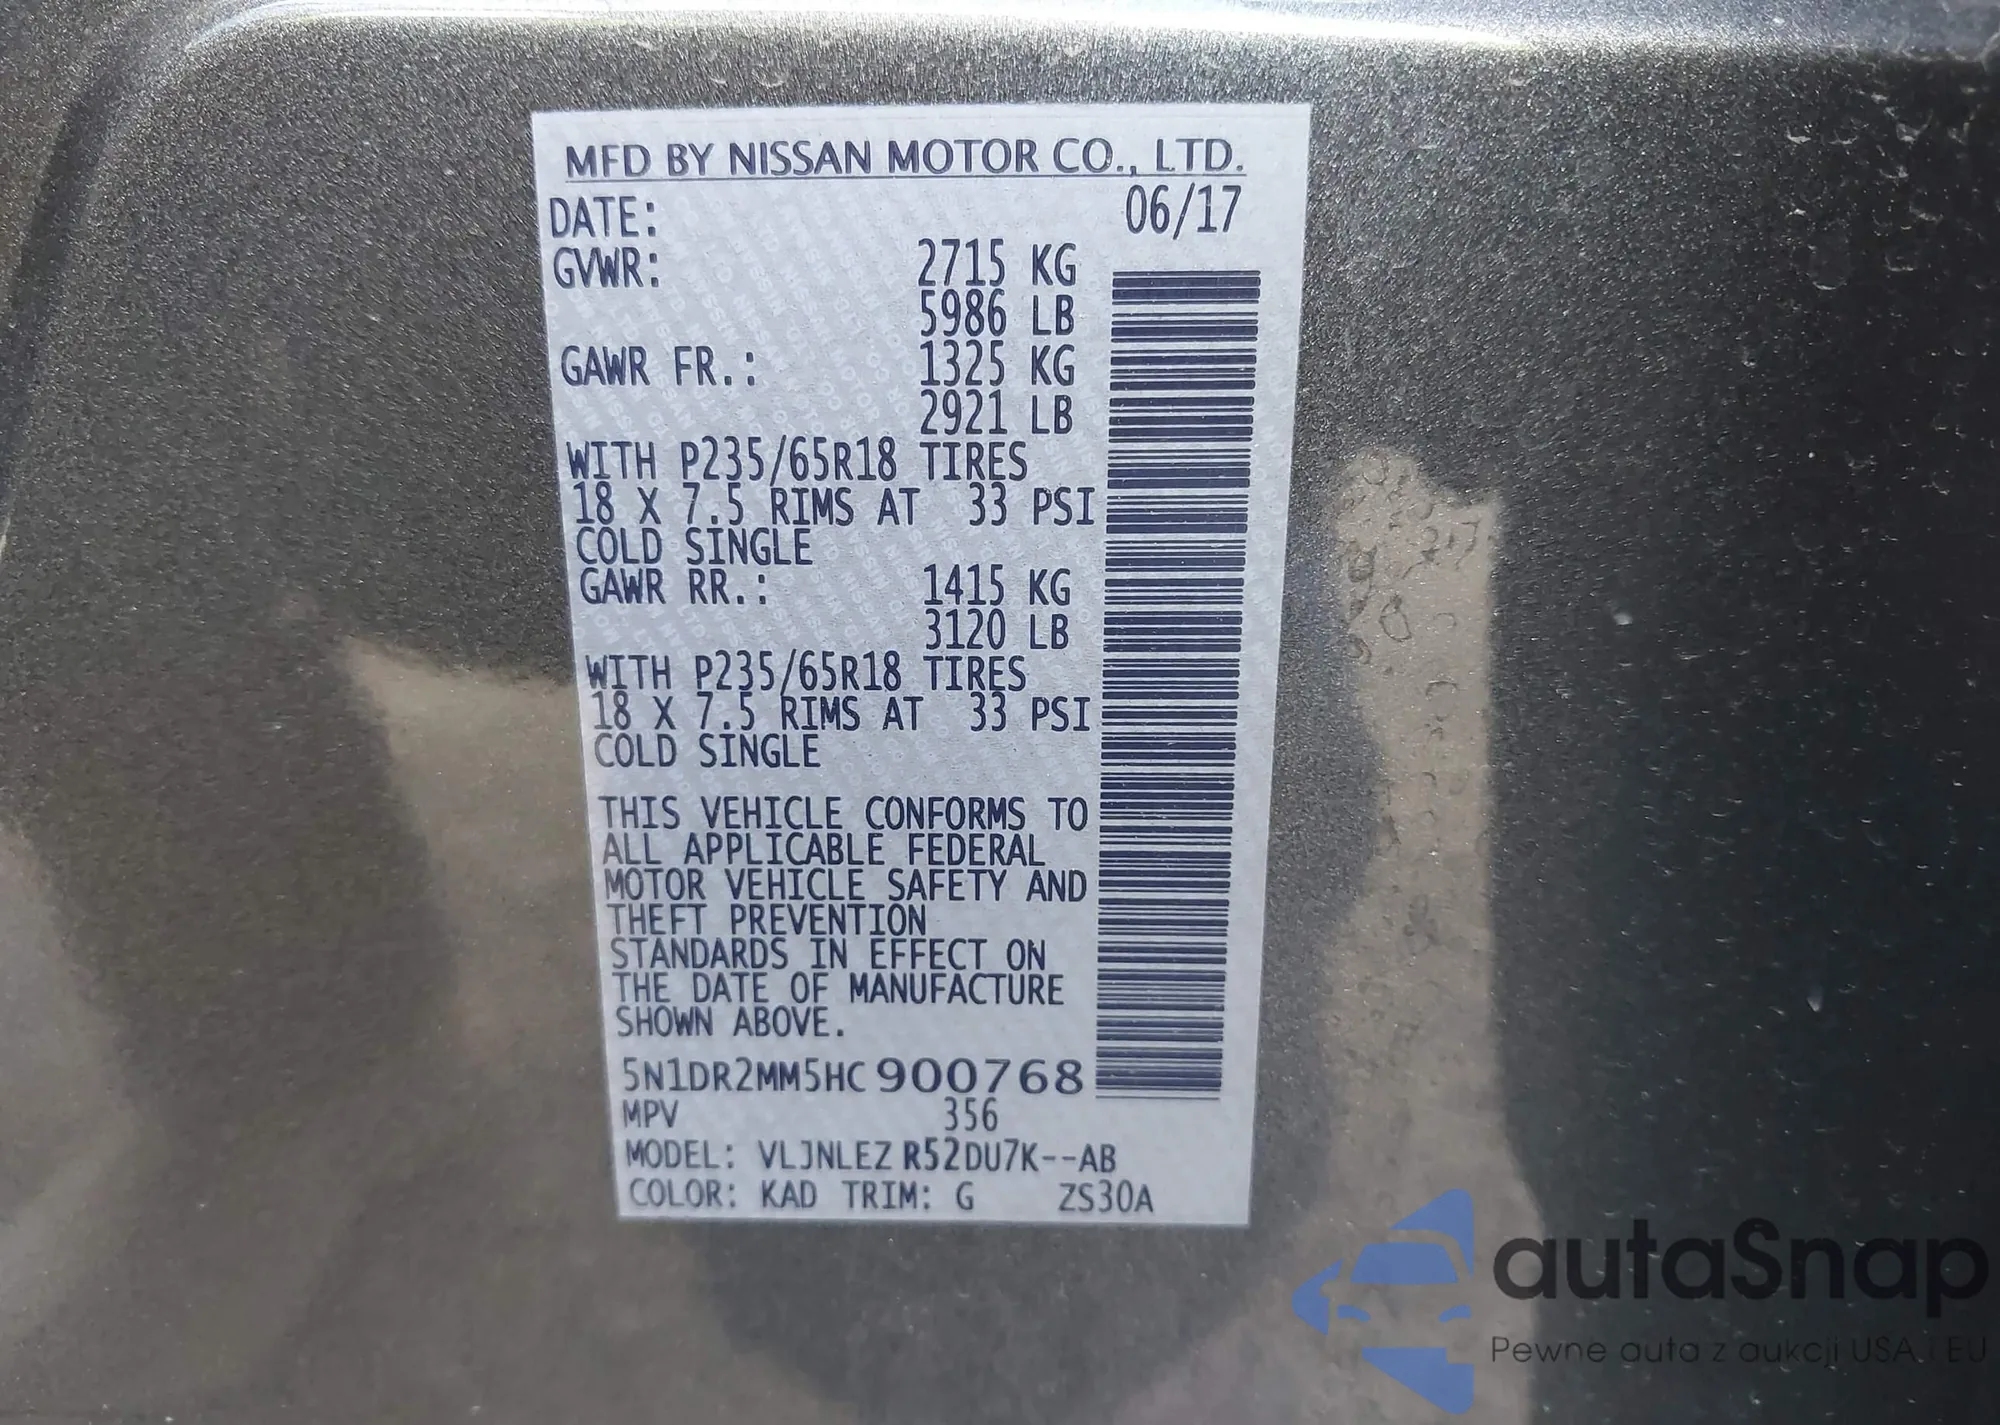 MFD BY NISSAN MOTOR CO., LTD.
DATE: 06/17
GVWR: 2715 KG
5986 LB
GAWR FR.: 1325 KG
2921 LB
WITH P235/65R18 TIRES
18 X 7.5 RIMS AT 33 PSI
COLD SINGLE
GAWR RR.: 1415 KG
3120 LB
WITH P235/65R18 TIRES
18 X 7.5 RIMS AT 33 PSI
COLD SINGLE
THIS VEHICLE CONFORMS TO
ALL APPLICABLE FEDERAL
MOTOR VEHICLE SAFETY AND
THEFT PREVENTION
STANDARDS IN EFFECT ON
THE DATE OF MANUFACTURE
SHOWN ABOVE.
5N1DR2MM5HC900768
MPV 356
MODEL: VLJNLEZ R52DU7K--AB
COLOR: KAD TRIM: G ZS30A
autaSnap
Pewne auta z aukcji USA i EU